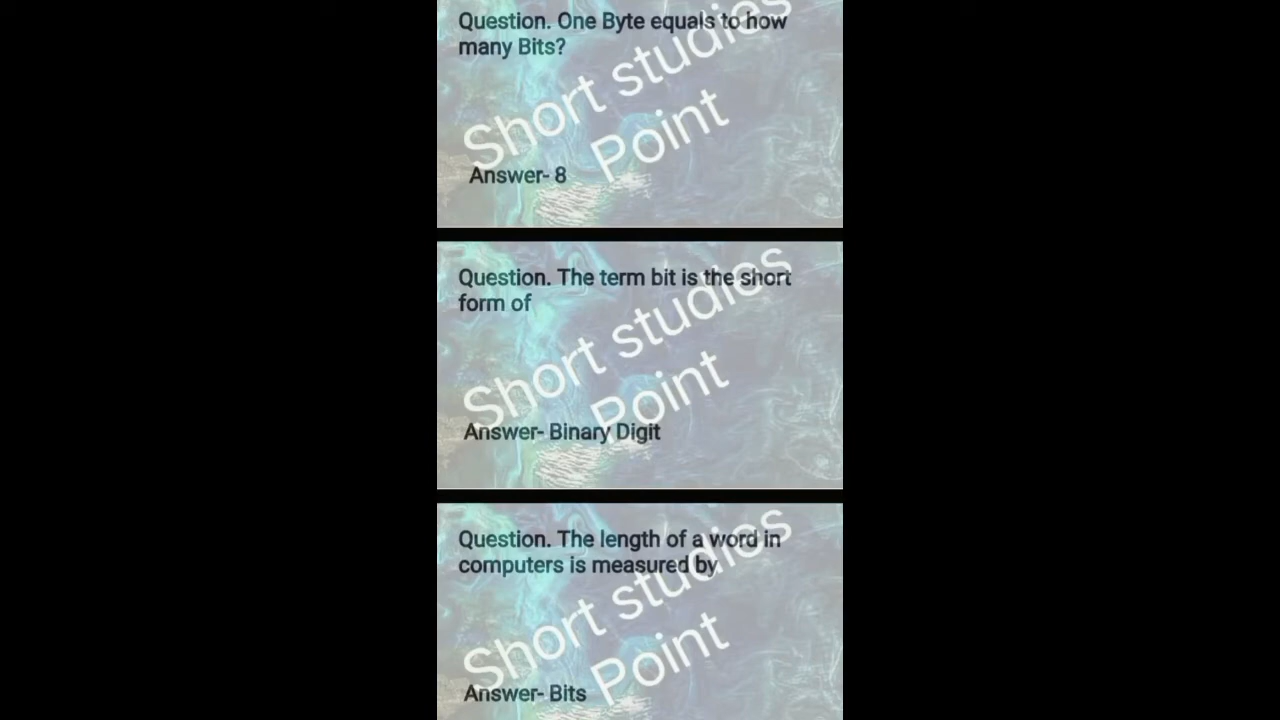 Question. One Byte equals to how
many Bits?
Short studies
Point
Answer- 8
Question. The term bit is the short
form of
Short studies
Point
Answer- Binary Digit
Question. The length of a word in
computers is measured by
Short studies
Point
Answer- Bits